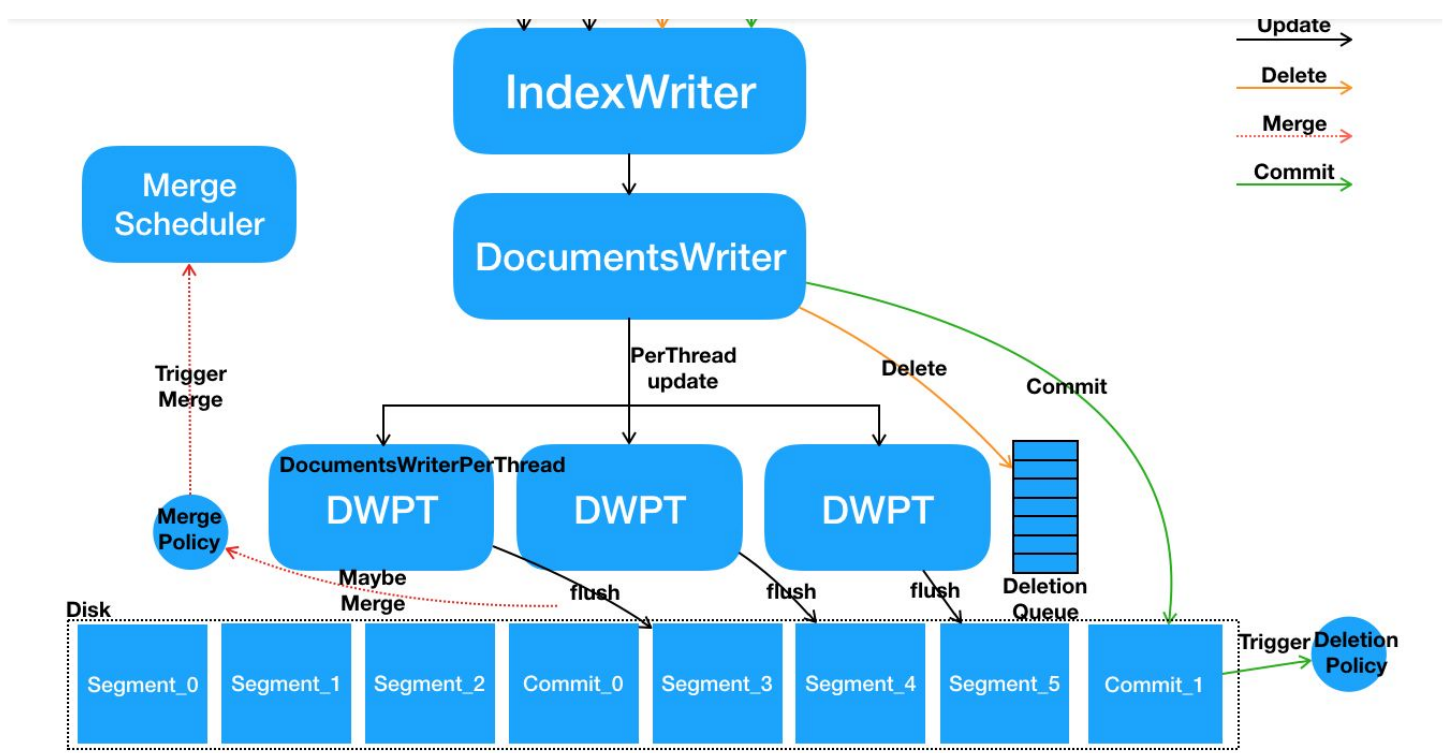 Update
IndexWriter
Delete
Merge
Commit
Merge
Scheduler
DocumentsWriter
PerThread
update
Delete
Commit
Trigger
Merge
DocumentsWriterPerThread
DWPT
DWPT
DWPT
Merge
Policy
Maybe
Merge
flush
flush
flush
Deletion
Queue
Disk
Segment_0
Segment_1
Segment_2
Commit_0
Segment_3
Segment_4
Segment_5
Commit_1
Trigger
Deletion
Policy